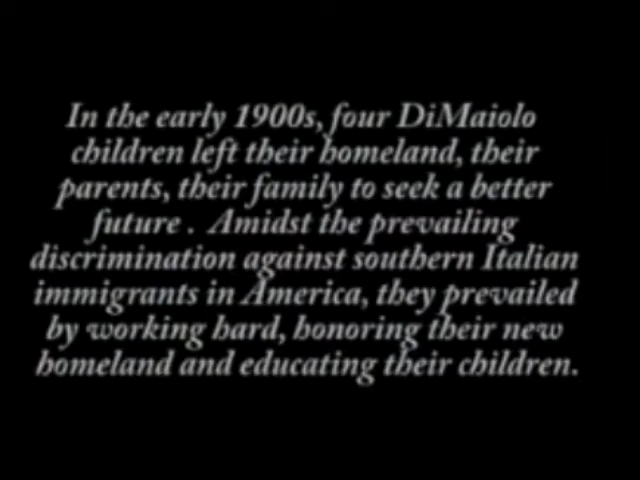 In the early 1900s, four DiMaiolo
children left their homeland, their
parents, their family to seek a better
future . Amidst the prevailing
discrimination against southern Italian
immigrants in America, they prevailed
by working hard, honoring their new
homeland and educating their children.